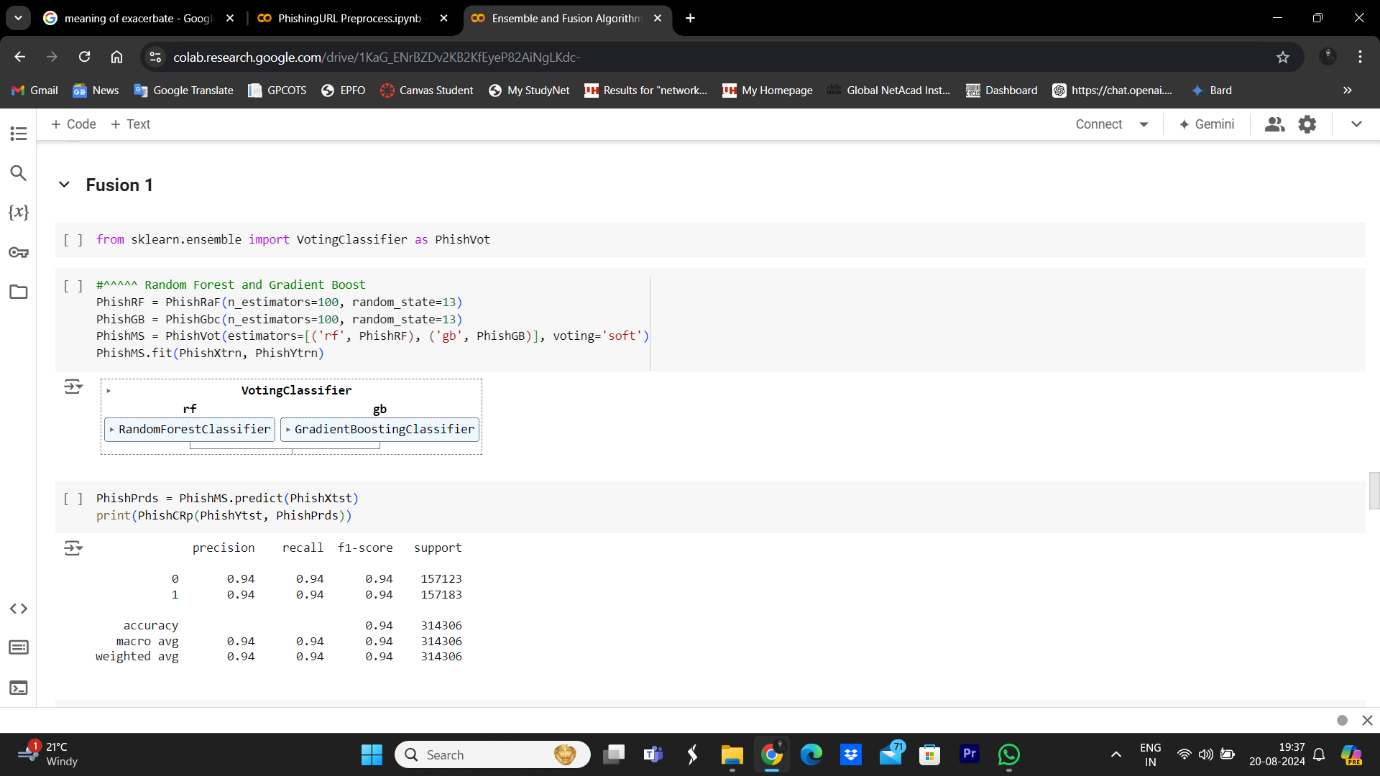 meaning of exacerbate - Googl
PhishingURL Preprocess.ipynb -
Ensemble and Fusion Algorithm
colab.research.google.com/drive/1KaG_ENrBZDv2KB2KfEyeP82AiNgLKdc-
Gmail
News
Google Translate
GPCOTS
EPFO
Canvas Student
My StudyNet
Results for "network...
My Homepage
Global NetAcad Inst...
Dashboard
https://chat.openai....
Bard
+ Code + Text
Connect
Gemini
Fusion 1
[ ] from sklearn.ensemble import VotingClassifier as PhishVot
[ ] #^^^^^ Random Forest and Gradient Boost
PhishRF = PhishRaF(n_estimators=100, random_state=13)
PhishGB = PhishGbc(n_estimators=100, random_state=13)
PhishMS = PhishVot(estimators=[('rf', PhishRF), ('gb', PhishGB)], voting='soft')
PhishMS.fit(PhishXtrn, PhishYtrn)
VotingClassifier
rf gb
RandomForestClassifier GradientBoostingClassifier
[ ] PhishPrds = PhishMS.predict(PhishXtst)
print(PhishCRp(PhishYtst, PhishPrds))
precision recall f1-score support
0 0.94 0.94 0.94 157123
1 0.94 0.94 0.94 157183
accuracy 0.94 314306
macro avg 0.94 0.94 0.94 314306
weighted avg 0.94 0.94 0.94 314306
1
21°C
Windy
Search
71
Pr
ENG
IN
19:37
20-08-2024
PRE